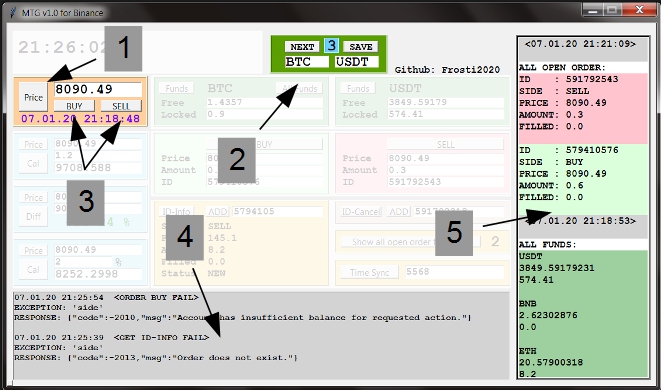 MTG v1.0 for Binance
21:26:02
NEXT 3 SAVE
BTC USDT
Github: Frosti2020
1
Price 8090.49
BUY SELL
07.01.20 21:18:48
3
2
Funds BTC
Free 1.4357
Locked 0.9
Funds USDT
Free 3849.59179
Locked 574.41
Price 8090.49
Cal 1.2
BUY
Price
Amount
ID
SELL
Price 8090.49
Amount 0.3
ID 591792543
Price 8090.49
Diff
Price 8090.49
Cal 2 %
8252.2998
ID-Info ADD 5794105
SELL
145.1
8.2
0.0
Status NEW
4
ID-Cancel ADD
Show all open order
2
Time Sync 5568
5
<07.01.20 21:21:09>
ALL OPEN ORDER:
ID : 591792543
SIDE : SELL
PRICE : 8090.49
AMOUNT: 0.3
FILLED: 0.0
ID : 579410576
SIDE : BUY
PRICE : 8090.49
AMOUNT: 0.6
FILLED: 0.0
<07.01.20 21:18:53>
ALL FUNDS:
USDT
3849.59179231
574.41
BNB
2.62302876
0.0
ETH
20.57900318
8.2
07.01.20 21:25:54 <ORDER BUY FAIL>
EXCEPTION: 'side'
RESPONSE: {"code":-2010,"msg":"Account has insufficient balance for requested action."}
07.01.20 21:25:39 <GET ID-INFO FAIL>
EXCEPTION: 'side'
RESPONSE: {"code":-2013,"msg":"Order does not exist."}